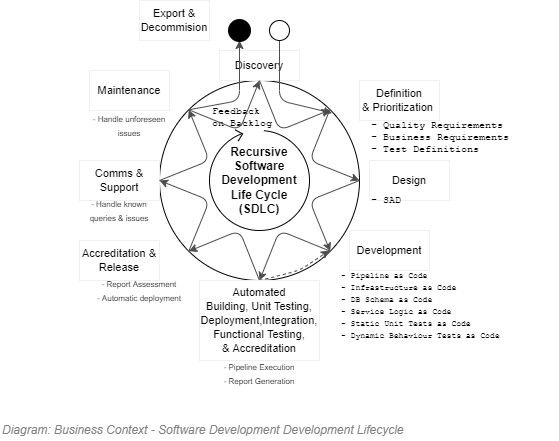 Export &
Decommision
Discovery
Maintenance
- Handle unforeseen
issues
Feedback
on Backlog
Definition
& Prioritization
- Quality Requirements
- Business Requirements
- Test Definitions
Recursive
Software
Development
Life Cycle
(SDLC)
Comms &
Support
- Handle known
queries & issues
Design
- SAD
Accreditation &
Release
- Report Assessment
- Automatic deployment
Development
- Pipeline as Code
- Infrastructure as Code
- DB Schema as Code
- Service Logic as Code
- Static Unit Tests as Code
- Dynamic Behaviour Tests as Code
Automated
Building, Unit Testing,
Deployment,Integration,
Functional Testing,
& Accreditation
- Pipeline Execution
- Report Generation
Diagram: Business Context - Software Development Development Lifecycle